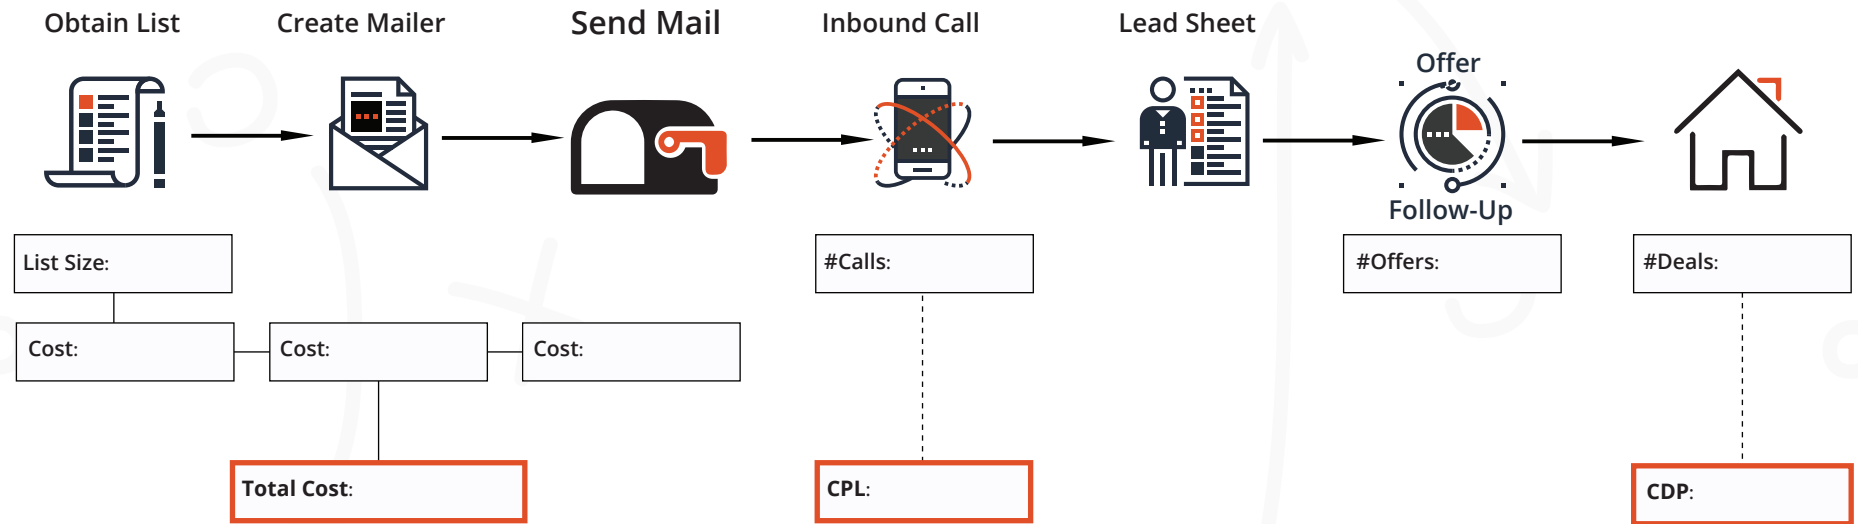 Obtain List
Create Mailer
Send Mail
Inbound Call
Lead Sheet
Offer
Follow-Up
List Size:
#Calls:
#Offers:
#Deals:
Cost:
Cost:
Cost:
Total Cost:
CPL:
CDP: